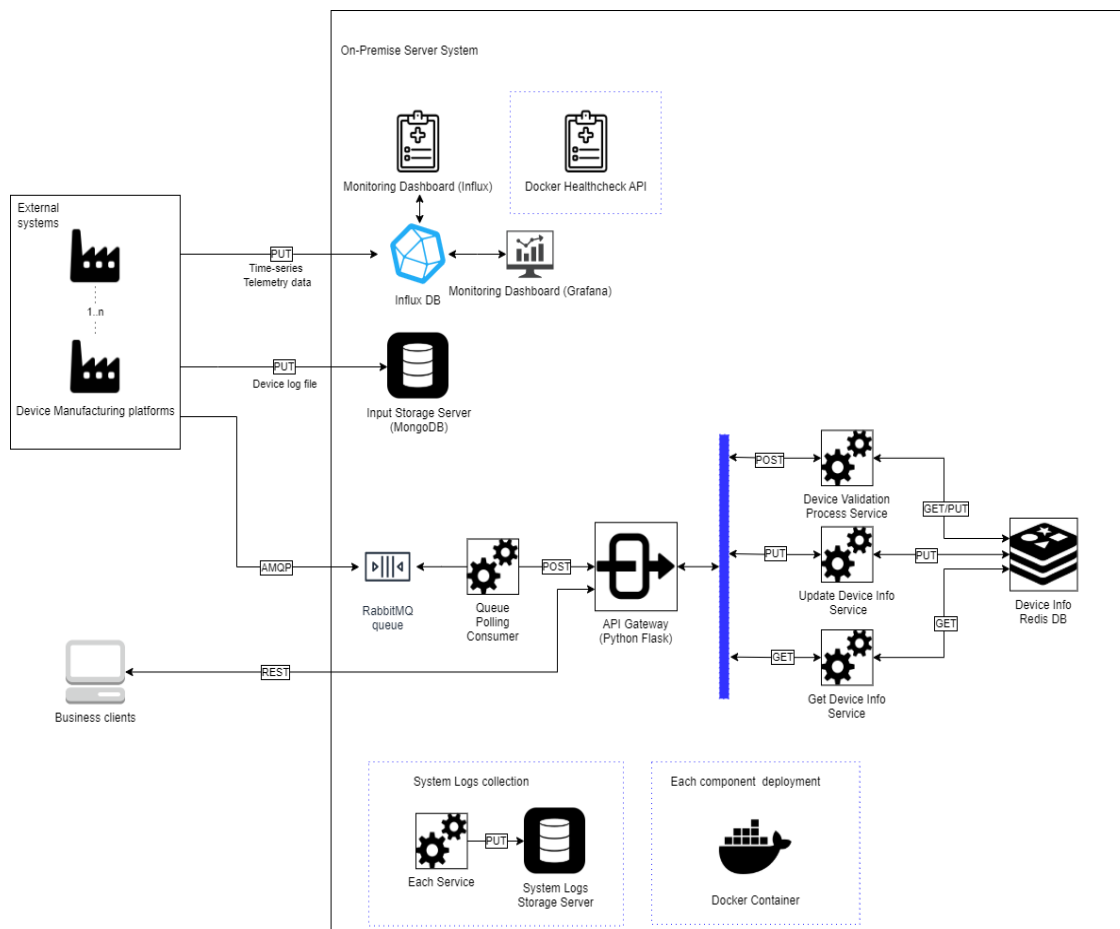 On-Premise Server System
Monitoring Dashboard (Influx)
Docker Healthcheck API
External
systems
PUT
Time-series
Telemetry data
Influx DB
Monitoring Dashboard (Grafana)
1..n
PUT
Device log file
Device Manufacturing platforms
Input Storage Server
(MongoDB)
POST
Device Validation
Process Service
GET/PUT
AMQP
RabbitMQ
queue
Queue
Polling
Consumer
POST
API Gateway
(Python Flask)
PUT
Update Device Info
Service
PUT
Device Info
Redis DB
GET
GET
Get Device Info
Service
REST
Business clients
System Logs collection
Each Service
PUT
System Logs
Storage Server
Each component deployment
Docker Container